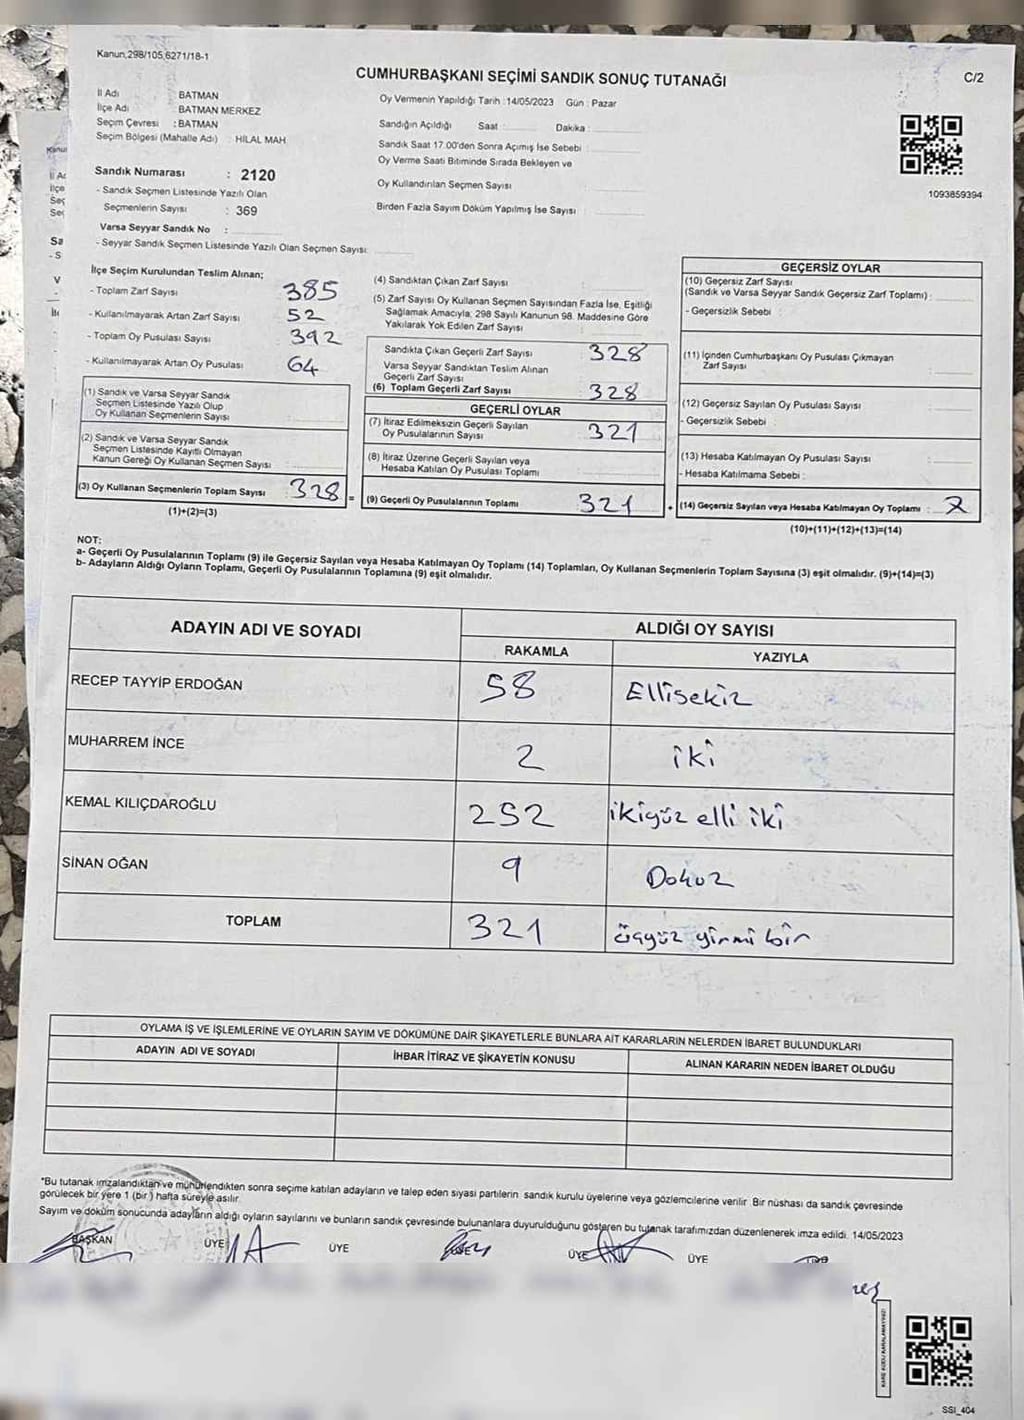 Kanun,298/105,6271/18-1
CUMHURBAŞKANI SEÇİMİ SANDIK SONUÇ TUTANAĞI
C/2
İl Adı : BATMAN
İlçe Adı : BATMAN MERKEZ
Seçim Çevresi : BATMAN
Seçim Bölgesi (Mahalle Adı) : HİLAL MAH
Sandık Numarası : 2120
- Sandık Seçmen Listesinde Yazılı Olan
Seçmenlerin Sayısı : 369
Varsa Seyyar Sandık No :
- Seyyar Sandık Seçmen Listesinde Yazılı Olan Seçmen Sayısı:
Oy Vermenin Yapıldığı Tarih :14/05/2023 Gün : Pazar
Sandığın Açıldığı Saat : Dakika :
Sandık Saat 17.00'den Sonra Açımış İse Sebebi :
Oy Verme Saati Bitiminde Sırada Bekleyen ve
Oy Kullandırılan Seçmen Sayısı
Birden Fazla Sayım Döküm Yapılmış İse Sayısı
1093859394
İlçe Seçim Kurulundan Teslim Alınan;
- Toplam Zarf Sayısı 385
- Kullanılmayarak Artan Zarf Sayısı 52
- Toplam Oy Pusulası Sayısı 392
- Kullanılmayarak Artan Oy Pusulası 64
(1) Sandık ve Varsa Seyyar Sandık
Seçmen Listesinde Yazılı Olup
Oy Kullanan Seçmenlerin Sayısı
(2) Sandık ve Varsa Seyyar Sandık
Seçmen Listesinde Kayıtlı Olmayan
Kanun Gereği Oy Kullanan Seçmen Sayısı
(3) Oy Kullanan Seçmenlerin Toplam Sayısı 328 =
(1)+(2)=(3)
(4) Sandıktan Çıkan Zarf Sayısı
(5) Zarf Sayısı Oy Kullanan Seçmen Sayısından Fazla İse, Eşitliği
Sağlamak Amacıyla, 298 Sayılı Kanunun 98. Maddesine Göre
Yakılarak Yok Edilen Zarf Sayısı
Sandıkta Çıkan Geçerli Zarf Sayısı 328
Varsa Seyyar Sandıktan Teslim Alınan
Geçerli Zarf Sayısı
(6) Toplam Geçerli Zarf Sayısı 328
GEÇERLİ OYLAR
(7) İtiraz Edilmeksizin Geçerli Sayılan
Oy Pusulalarının Sayısı 321
(8) İtiraz Üzerine Geçerli Sayılan veya
Hesaba Katılan Oy Pusulası Toplamı
(9) Geçerli Oy Pusulalarının Toplamı 321 +
GEÇERSİZ OYLAR
(10) Geçersiz Zarf Sayısı
(Sandık ve Varsa Seyyar Sandık Geçersiz Zarf Toplamı) :
- Geçersizlik Sebebi :
(11) İçinden Cumhurbaşkanı Oy Pusulası Çıkmayan
Zarf Sayısı :
(12) Geçersiz Sayılan Oy Pusulası Sayısı
- Geçersizlik Sebebi :
(13) Hesaba Katılmayan Oy Pusulası Sayısı :
- Hesaba Katılmama Sebebi :
(14) Geçersiz Sayılan veya Hesaba Katılmayan Oy Toplamı : 7
(10)+(11)+(12)+(13)=(14)
NOT:
a- Geçerli Oy Pusulalarının Toplamı (9) ile Geçersiz Sayılan veya Hesaba Katılmayan Oy Toplamı (14) Toplamları, Oy Kullanan Seçmenlerin Toplam Sayısına (3) eşit olmalıdır. (9)+(14)=(3)
b- Adayların Aldığı Oyların Toplamı, Geçerli Oy Pusulalarının Toplamına (9) eşit olmalıdır.
ADAYIN ADI VE SOYADI ALDIĞI OY SAYISI
RAKAMLA YAZIYLA
RECEP TAYYİP ERDOĞAN 58 Ellisekiz
MUHARREM İNCE 2 iki
KEMAL KILIÇDAROĞLU 252 ikiyüz elli iki
SİNAN OĞAN 9 Dokuz
TOPLAM 321 üçyüz yirmi bir
OYLAMA İŞ VE İŞLEMLERİNE VE OYLARIN SAYIM VE DÖKÜMÜNE DAİR ŞİKAYETLERLE BUNLARA AİT KARARLARIN NELERDEN İBARET BULUNDUKLARI
ADAYIN ADI VE SOYADI İHBAR İTİRAZ VE ŞİKAYETİN KONUSU ALINAN KARARIN NEDEN İBARET OLDUĞU
"Bu tutanak imzalandıktan ve mühürlendikten sonra seçime katılan adayların ve talep eden siyasi partilerin sandık kurulu üyelerine veya gözlemcilerine verilir. Bir nüshası da sandık çevresinde
görülecek bir yere 1 (bir) hafta süreyle asılır.
Sayım ve döküm sonucunda adayların aldığı oyların sayılarını ve bunların sandık çevresinde bulunanlara duyurulduğunu gösteren bu tutanak tarafımızdan düzenlenerek imza edildi. 14/05/2023
BAŞKAN ÜYE ÜYE ÜYE ÜYE
SSI_404